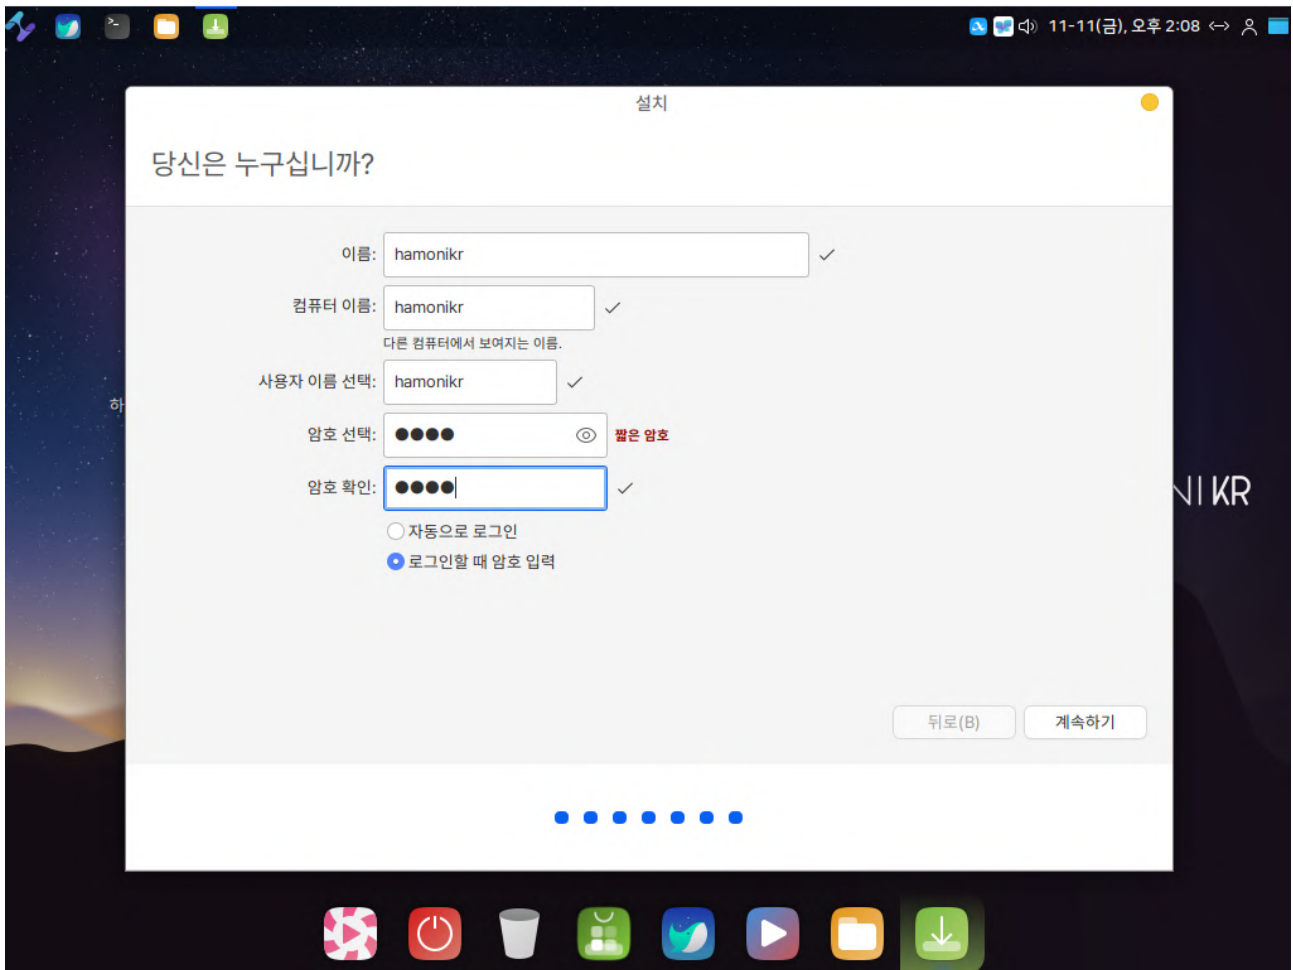 11-11(금), 오후 2:08
설치
당신은 누구십니까?
이름: hamonikr
컴퓨터 이름: hamonikr
다른 컴퓨터에서 보여지는 이름.
사용자 이름 선택: hamonikr
하
암호 선택: ●●●● 짧은 암호
암호 확인: ●●●●
NIKR
자동으로 로그인
로그인할 때 암호 입력
뒤로(B) 계속하기